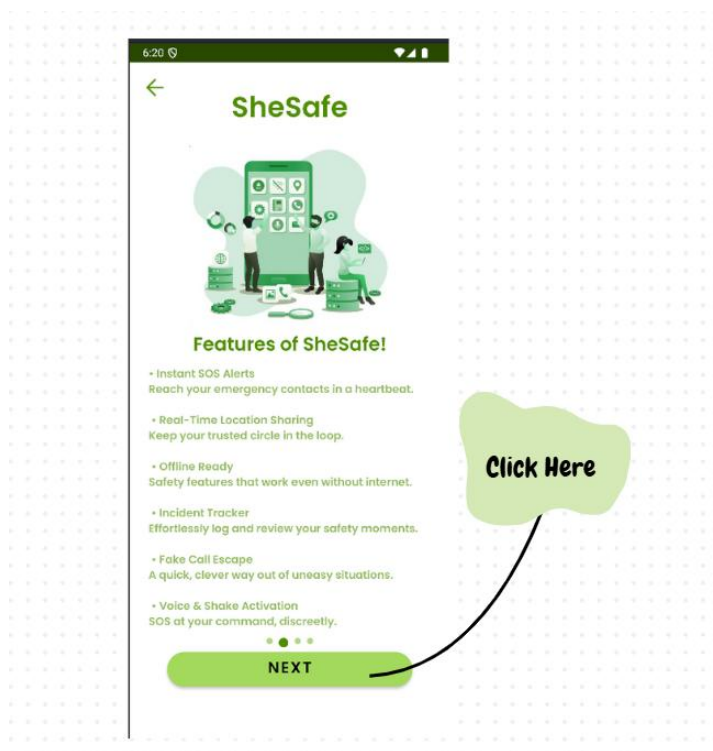 6:20
SheSafe
Features of SheSafe!
• Instant SOS Alerts
Reach your emergency contacts in a heartbeat.
• Real-Time Location Sharing
Keep your trusted circle in the loop.
• Offline Ready
Safety features that work even without internet.
• Incident Tracker
Effortlessly log and review your safety moments.
• Fake Call Escape
A quick, clever way out of uneasy situations.
• Voice & Shake Activation
SOS at your command, discreetly.
NEXT
Click Here